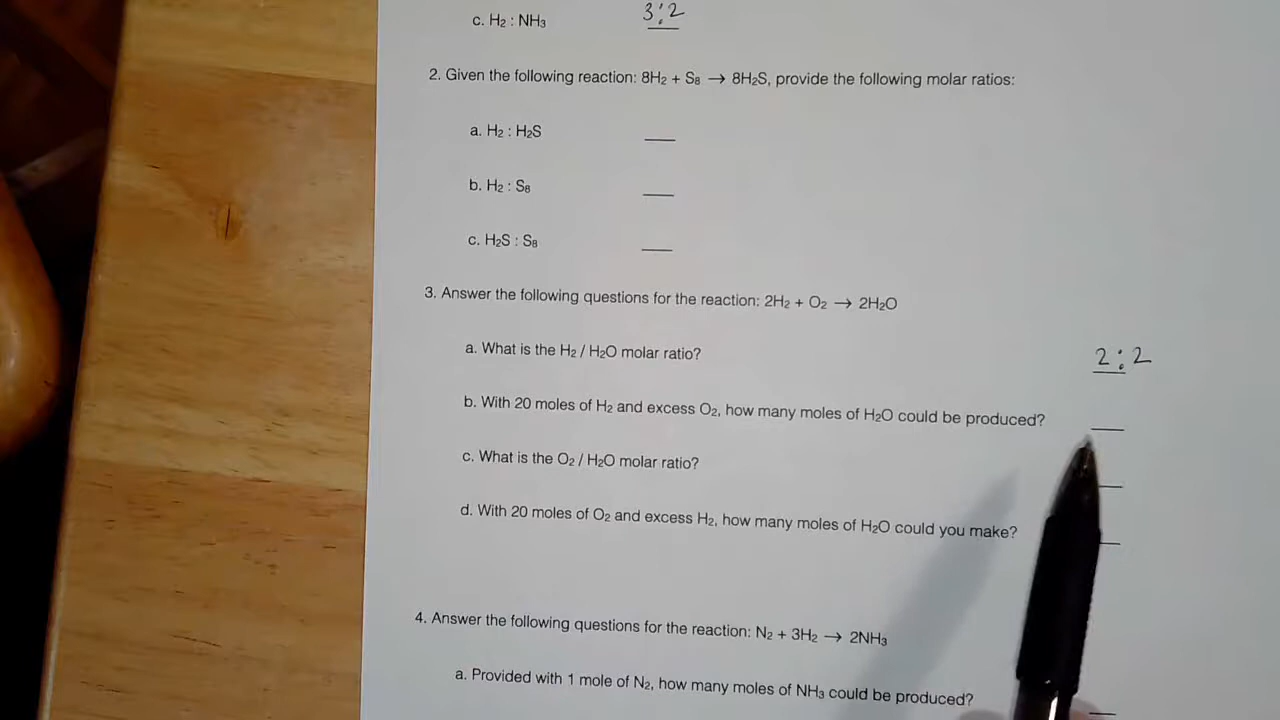 c. H₂ : NH₃ 3:2
2. Given the following reaction: 8H₂ + S₈ → 8H₂S, provide the following molar ratios:
a. H₂ : H₂S
b. H₂ : S₈
c. H₂S : S₈
3. Answer the following questions for the reaction: 2H₂ + O₂ → 2H₂O
a. What is the H₂ / H₂O molar ratio? 2:2
b. With 20 moles of H₂ and excess O₂, how many moles of H₂O could be produced?
c. What is the O₂ / H₂O molar ratio?
d. With 20 moles of O₂ and excess H₂, how many moles of H₂O could you make?
4. Answer the following questions for the reaction: N₂ + 3H₂ → 2NH₃
a. Provided with 1 mole of N₂, how many moles of NH₃ could be produced?